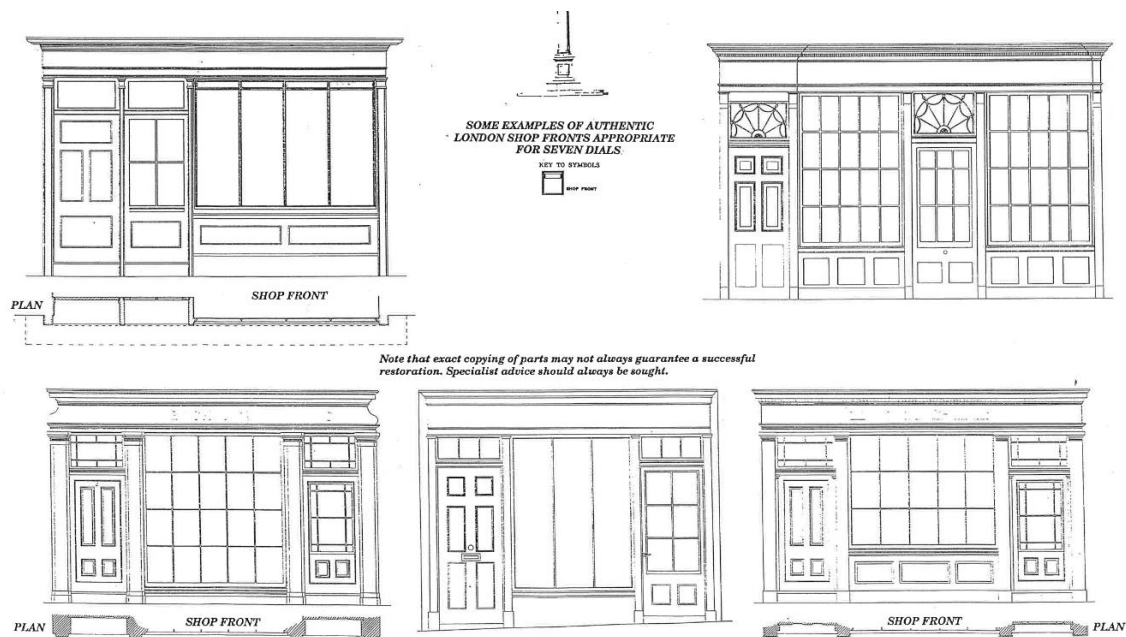 SOME EXAMPLES OF AUTHENTIC
LONDON SHOP FRONTS APPROPRIATE
FOR SEVEN DIALS
KEY TO SYMBOLS
SHOP FRONT
PLAN
SHOP FRONT
Note that exact copying of parts may not always guarantee a successful
restoration. Specialist advice should always be sought.
PLAN
SHOP FRONT
SHOP FRONT
PLAN